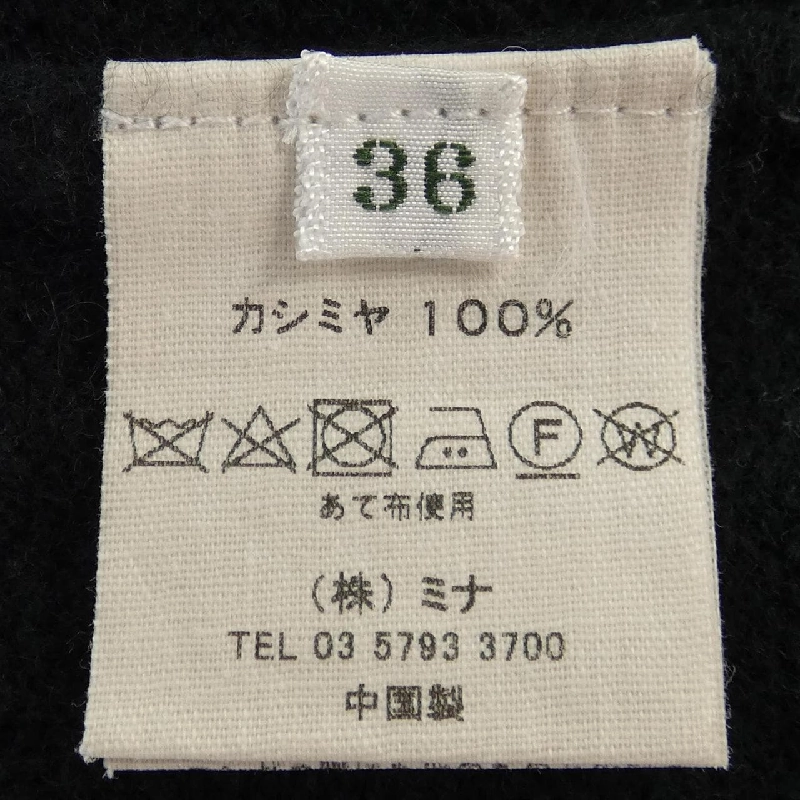 36
カシミヤ 100%
F W
あて布使用
(株)ミナ
TEL 03 5793 3700
中国製